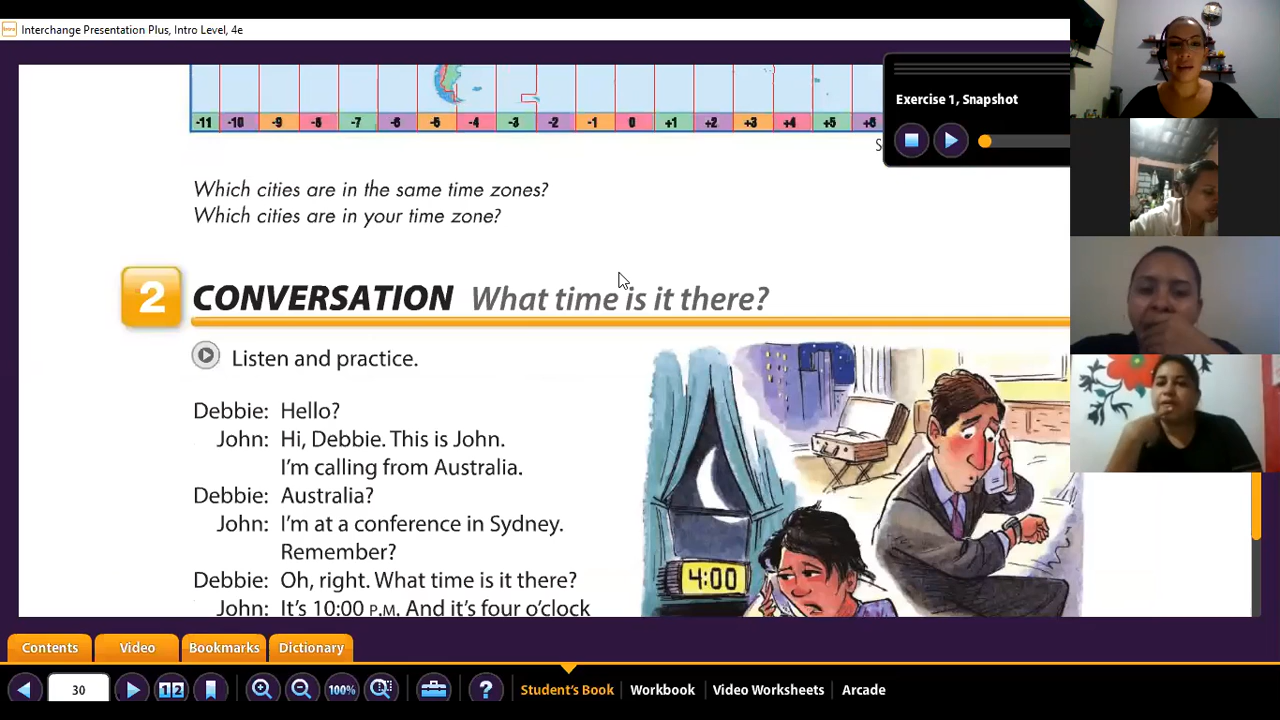 Interchange Presentation Plus, Intro Level, 4e
-11 -10 -9 -8 -7 -6 -5 -4 -3 -2 -1 0 +1 +2 +3 +4 +5 +6
Exercise 1, Snapshot
Which cities are in the same time zones?
Which cities are in your time zone?
2 CONVERSATION What time is it there?
Listen and practice.
Debbie: Hello?
John: Hi, Debbie. This is John.
I'm calling from Australia.
Debbie: Australia?
John: I'm at a conference in Sydney.
Remember?
Debbie: Oh, right. What time is it there?
John: It's 10:00 P.M. And it's four o'clock
4:00
Contents Video Bookmarks Dictionary
30 1 2 100% ? Student's Book Workbook Video Worksheets Arcade